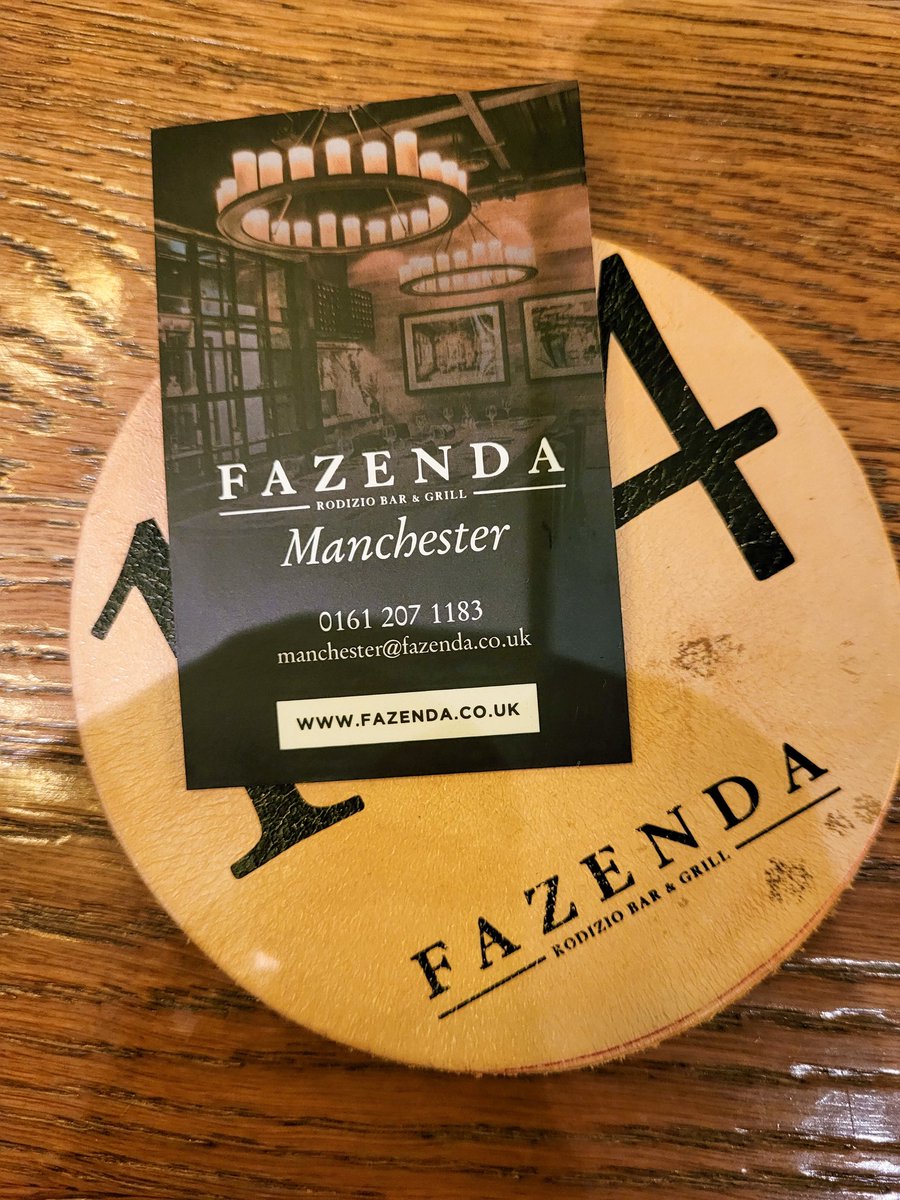 FAZENDA
RODIZIO BAR & GRILL
Manchester
0161 207 1183
manchester@fazenda.co.uk
WWW.FAZENDA.CO.UK
14
FAZENDA
RODIZIO BAR & GRILL